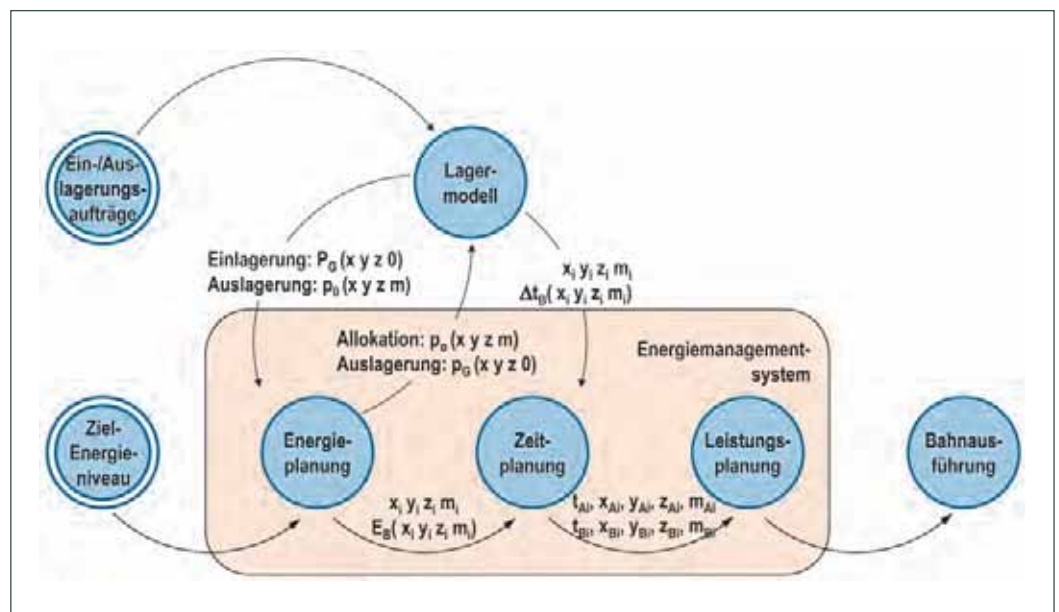 Ein-/Aus-
lagerungs-
aufträge
Lager-
modell
Einlagerung: P_G (x y z 0)
Auslagerung: p_0 (x y z m)
x_i y_i z_i m_i
Δt_B( x_i y_i z_i m_i)
Allokation: p_o (x y z m)
Auslagerung: p_G (x y z 0)
Energiemanagement-
system
Ziel-
Energie-
niveau
Energie-
planung
Zeit-
planung
Leistungs-
planung
Bahnaus-
führung
x_i y_i z_i m_i
E_B( x_i y_i z_i m_i)
t_Ai, x_Ai, y_Ai, z_Ai, m_Ai
t_Bi, x_Bi, y_Bi, z_Bi, m_Bi